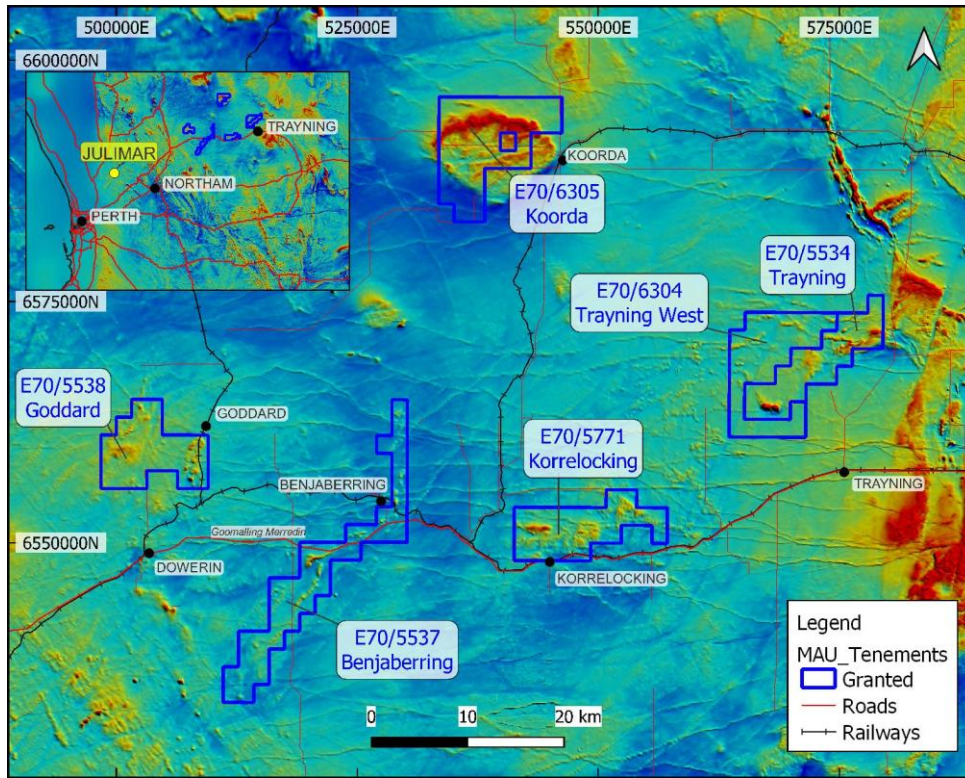 500000E
525000E
550000E
575000E
6600000N
TRAYNING
JULIMAR
NORTHAM
PERTH
KOORDA
E70/6305
Koorda
E70/5534
Trayning
6575000N
E70/6304
Trayning West
E70/5538
Goddard
GODDARD
E70/5771
Korrelocking
BENJABERRING
TRAYNING
Goomalling Merredin
6550000N
DOWERIN
KORRELOCKING
E70/5537
Benjaberring
Legend
MAU_Tenements
Granted
Roads
Railways
0 10 20 km